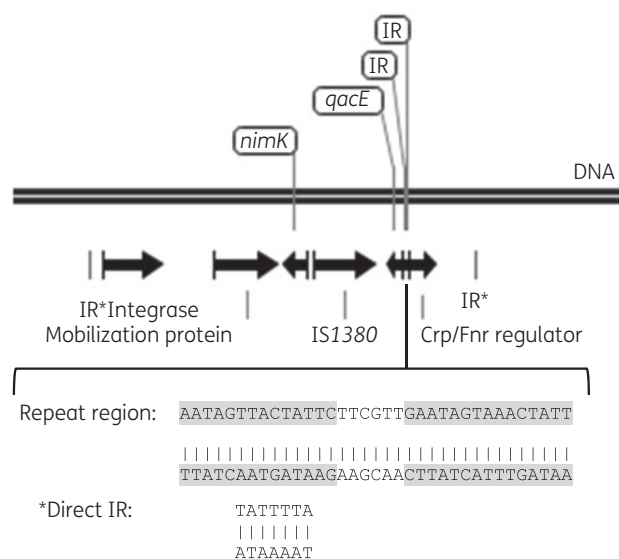 IR
IR
qacE
nimK
DNA
IR*Integrase
IR*
Mobilization protein
IS1380
Crp/Fnr regulator
Repeat region: AATAGTTACTATTCTTCGTTGAATAGTAAACTATT
TTATCAATGATAAGAAGCAACTTATCATTTGATAA
*Direct IR: TATTTTA
ATAAAAT